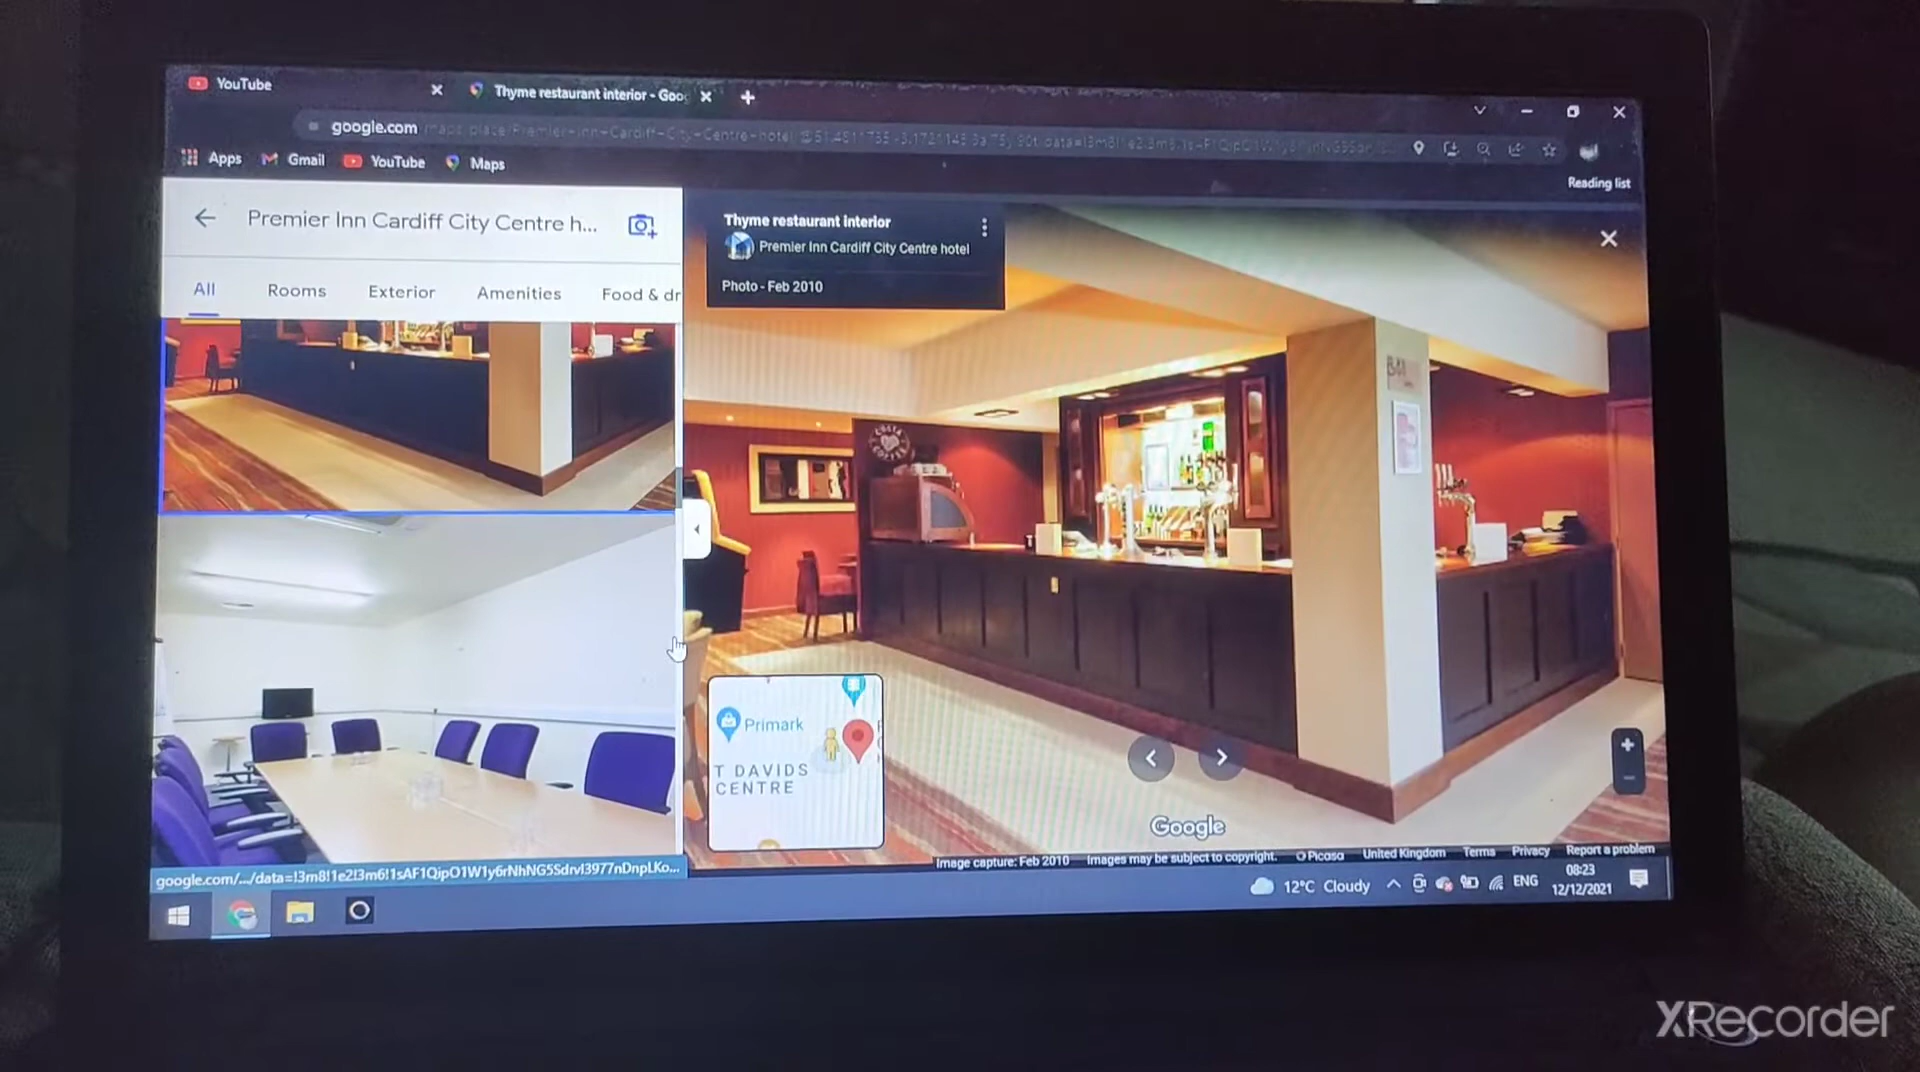 YouTube
Thyme restaurant interior - Goo
google.com
Apps
Gmail
YouTube
Maps
Reading list
Premier Inn Cardiff City Centre h...
All
Rooms
Exterior
Amenities
Food & dr
Thyme restaurant interior
Premier Inn Cardiff City Centre hotel
Photo - Feb 2010
COSTA
COFFEE
Primark
T DAVIDS
CENTRE
Google
Image capture: Feb 2010
Images may be subject to copyright.
Picasa
United Kingdom
Terms
Privacy
Report a problem
12°C Cloudy
ENG
08:23
12/12/2021
XRecorder